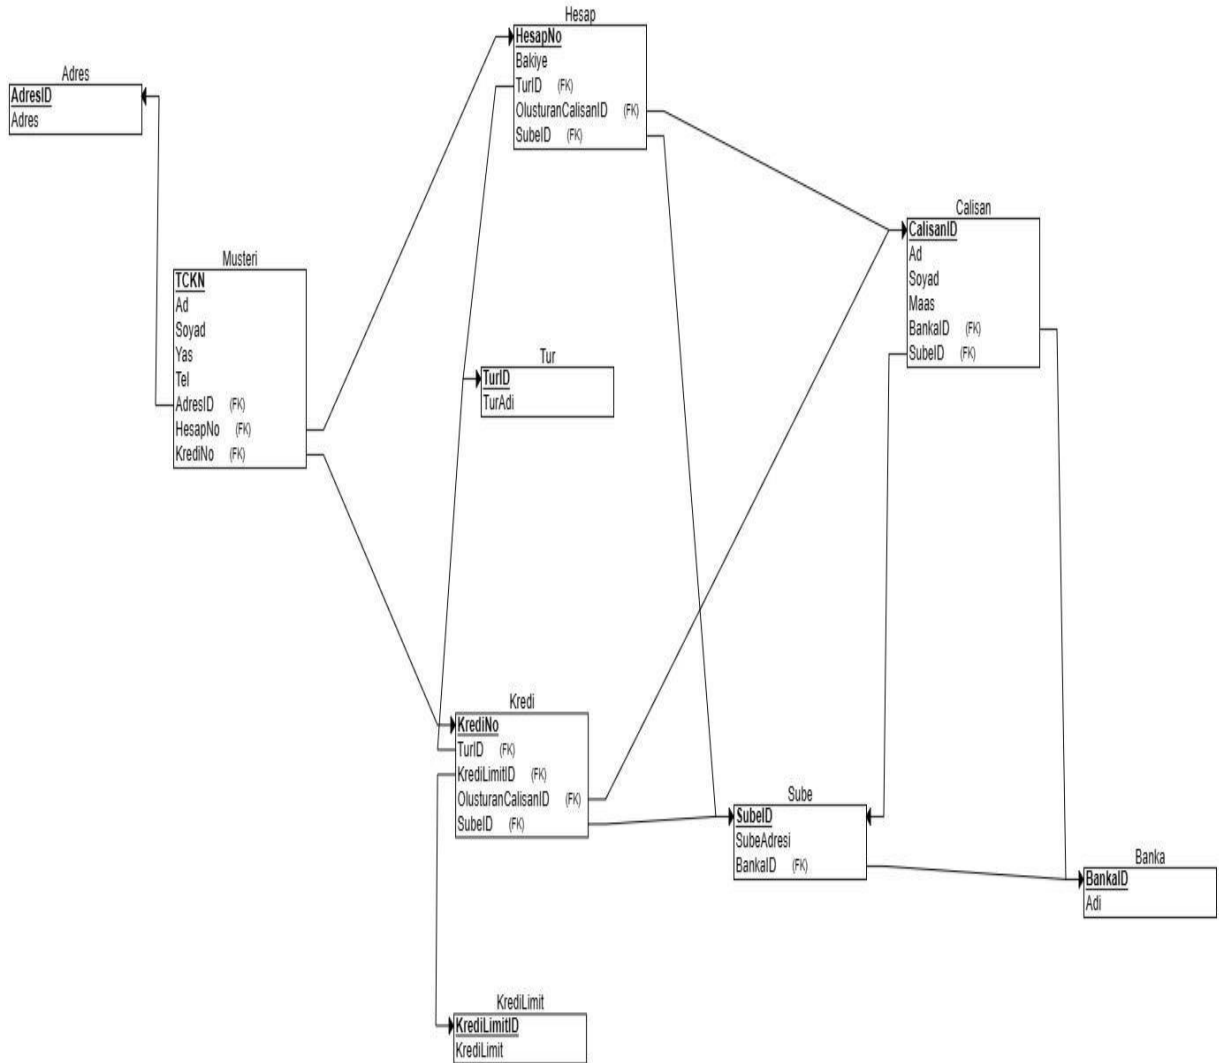 Hesap
HesapNo
Bakiye
TurID (FK)
OlusturanCalisanID (FK)
SubeID (FK)
Adres
AdresID
Adres
Calisan
CalisanID
Ad
Soyad
Maas
BankaID (FK)
SubeID (FK)
Musteri
TCKN
Ad
Soyad
Yas
Tel
AdresID (FK)
HesapNo (FK)
KrediNo (FK)
Tur
TurID
TurAdi
Kredi
KrediNo
TurID (FK)
KrediLimitID (FK)
OlusturanCalisanID (FK)
SubeID (FK)
Sube
SubeID
SubeAdresi
BankaID (FK)
Banka
BankaID
Adi
KrediLimit
KrediLimitID
KrediLimit